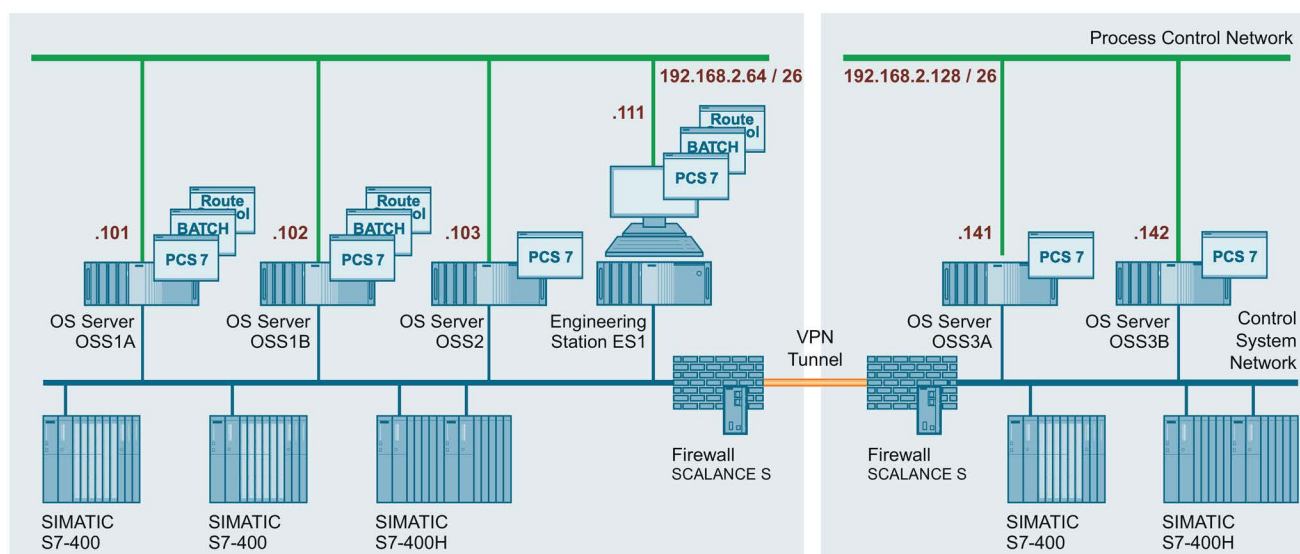 Process Control Network
192.168.2.64 / 26
192.168.2.128 / 26
.111
Route
Control
BATCH
PCS 7
.101
Route
Control
BATCH
PCS 7
.102
Route
Control
BATCH
PCS 7
.103
PCS 7
.141
PCS 7
.142
PCS 7
OS Server
OSS1A
OS Server
OSS1B
OS Server
OSS2
Engineering
Station ES1
VPN
Tunnel
OS Server
OSS3A
OS Server
OSS3B
Control
System
Network
Firewall
SCALANCE S
Firewall
SCALANCE S
SIMATIC
S7-400
SIMATIC
S7-400
SIMATIC
S7-400H
SIMATIC
S7-400
SIMATIC
S7-400H